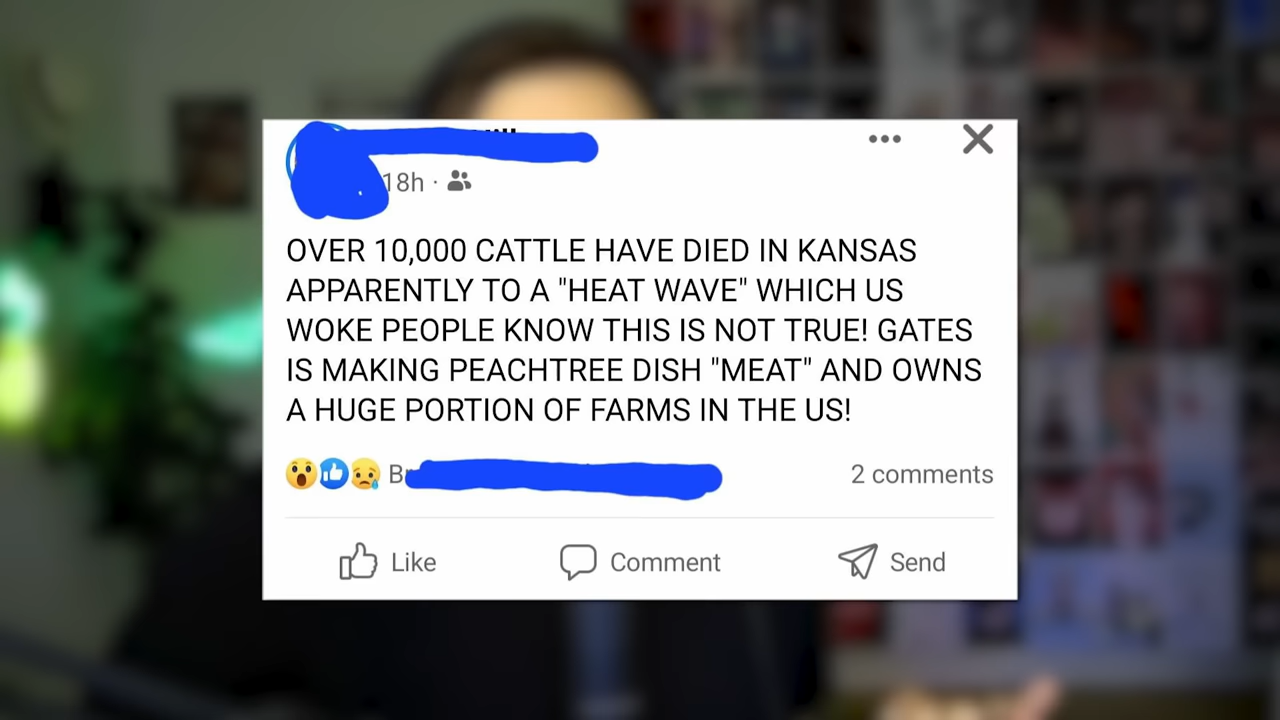 18h ·
OVER 10,000 CATTLE HAVE DIED IN KANSAS
APPARENTLY TO A "HEAT WAVE" WHICH US
WOKE PEOPLE KNOW THIS IS NOT TRUE! GATES
IS MAKING PEACHTREE DISH "MEAT" AND OWNS
A HUGE PORTION OF FARMS IN THE US!
2 comments
Like Comment Send